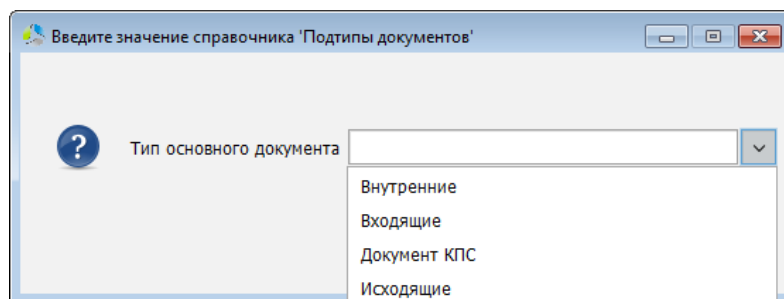 Введите значение справочника 'Подтипы документов'
Тип основного документа
Внутренние
Входящие
Документ КПС
Исходящие